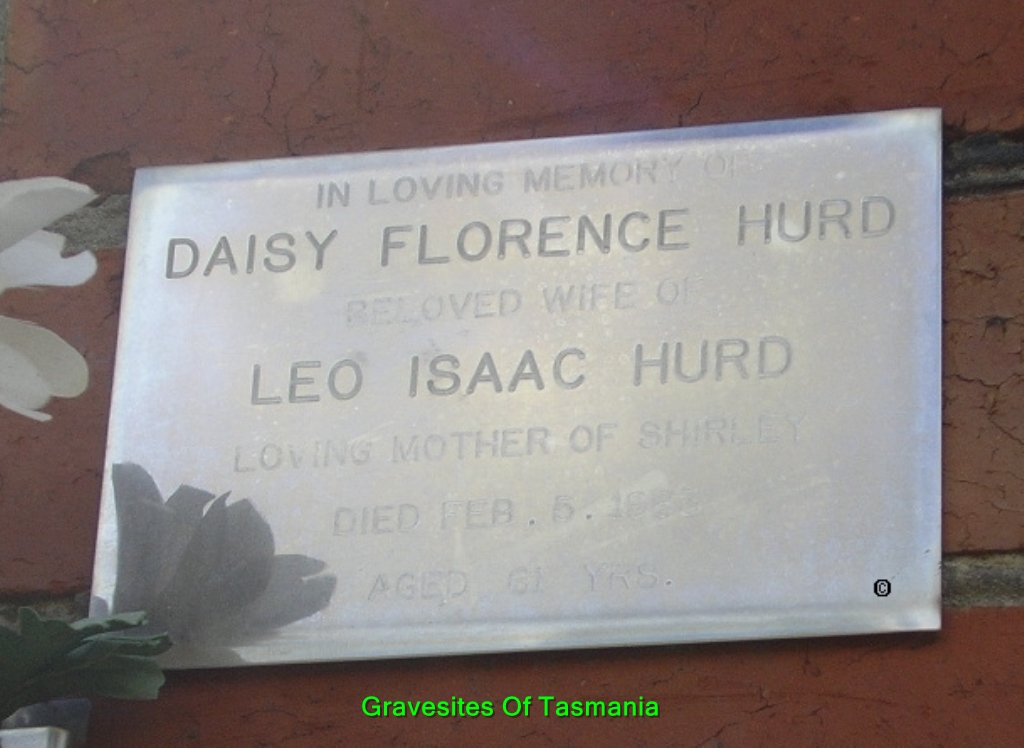 IN LOVING MEMORY OF
DAISY FLORENCE HURD
BELOVED WIFE OF
LEO ISAAC HURD
LOVING MOTHER OF SHIRLEY
DIED FEB. 5.
AGED 61 YRS.
©
Gravesites Of Tasmania